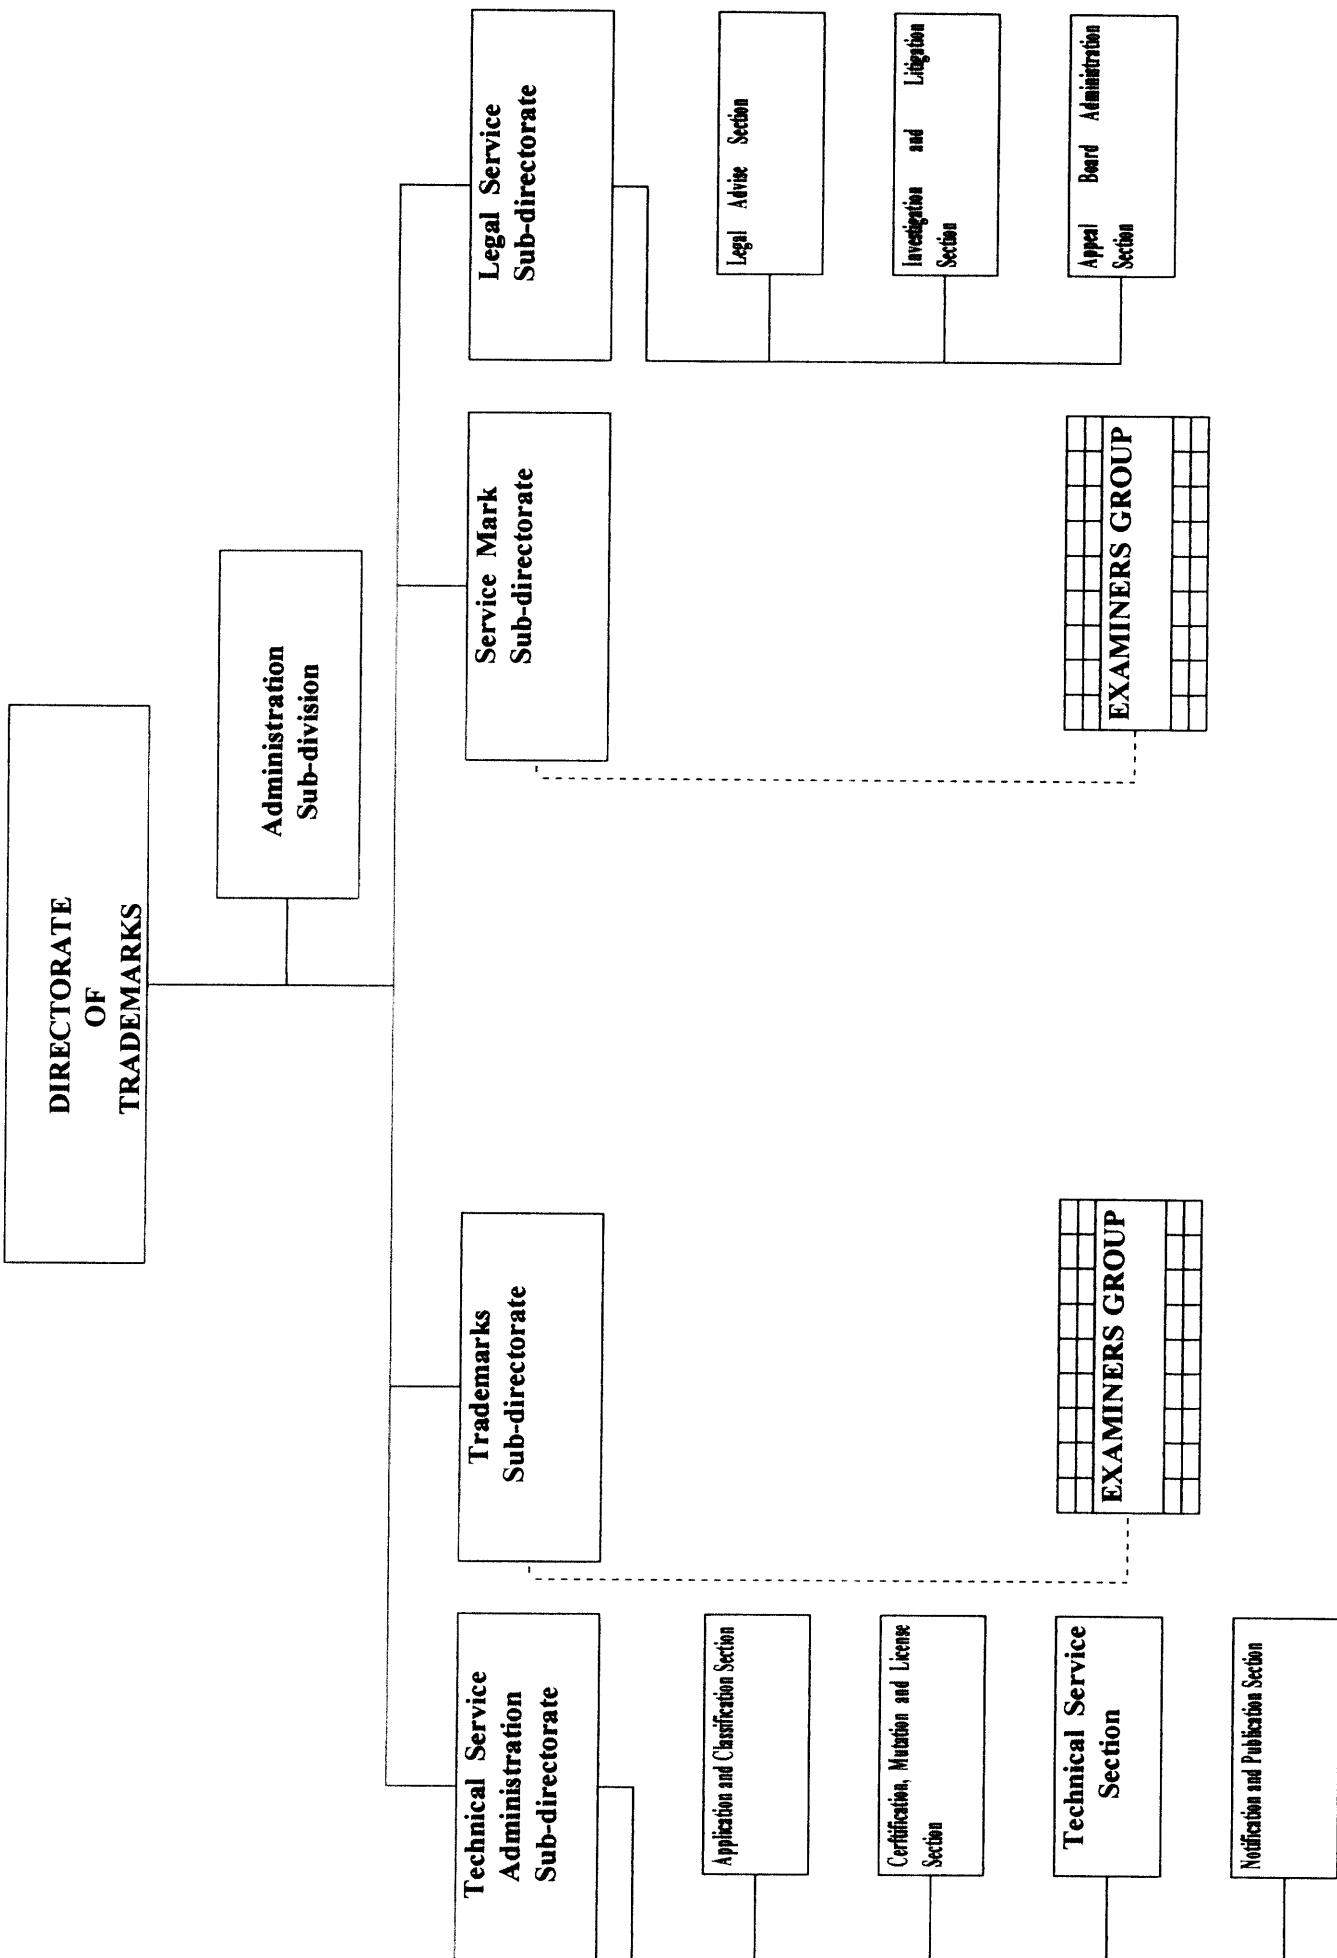 DIRECTORATE
OF
TRADEMARKS
Administration
Sub-division
Technical Service
Administration
Sub-directorate
Trademarks
Sub-directorate
Service Mark
Sub-directorate
Legal Service
Sub-directorate
Application and Classification Section
Certification, Mutation and License
Section
Technical Service
Section
Notification and Publication Section
EXAMINERS GROUP
EXAMINERS GROUP
Legal Advise Section
Investigation and Litigation
Section
Appeal Board Administration
Section